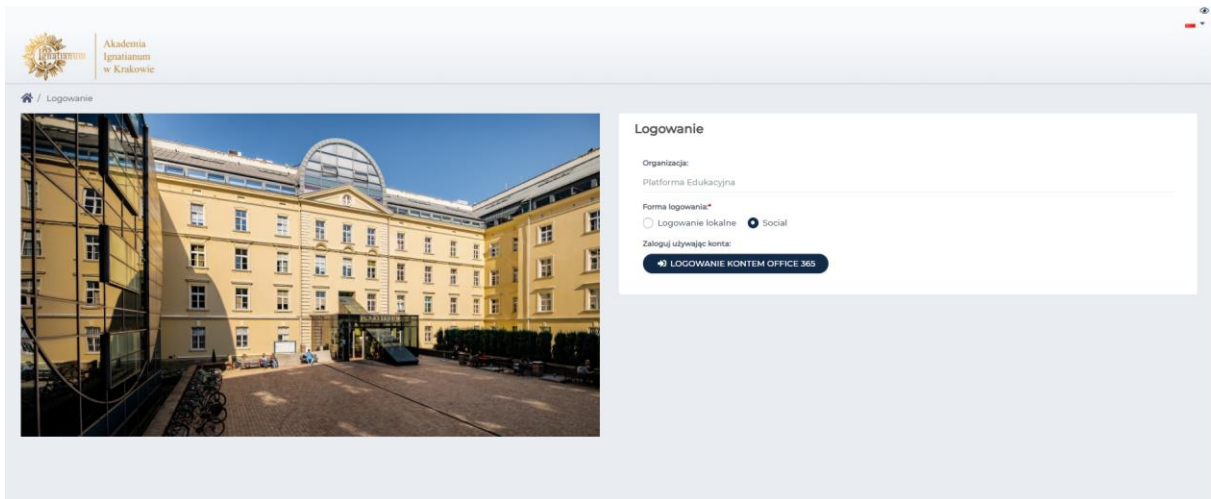 Ignatianum
Akademia
Ignatianum
w Krakowie
/ Logowanie
Logowanie
Organizacja:
Platforma Edukacyjna
Forma logowania:*
Logowanie lokalne
Social
Zaloguj używając konta:
LOGOWANIE KONTEM OFFICE 365